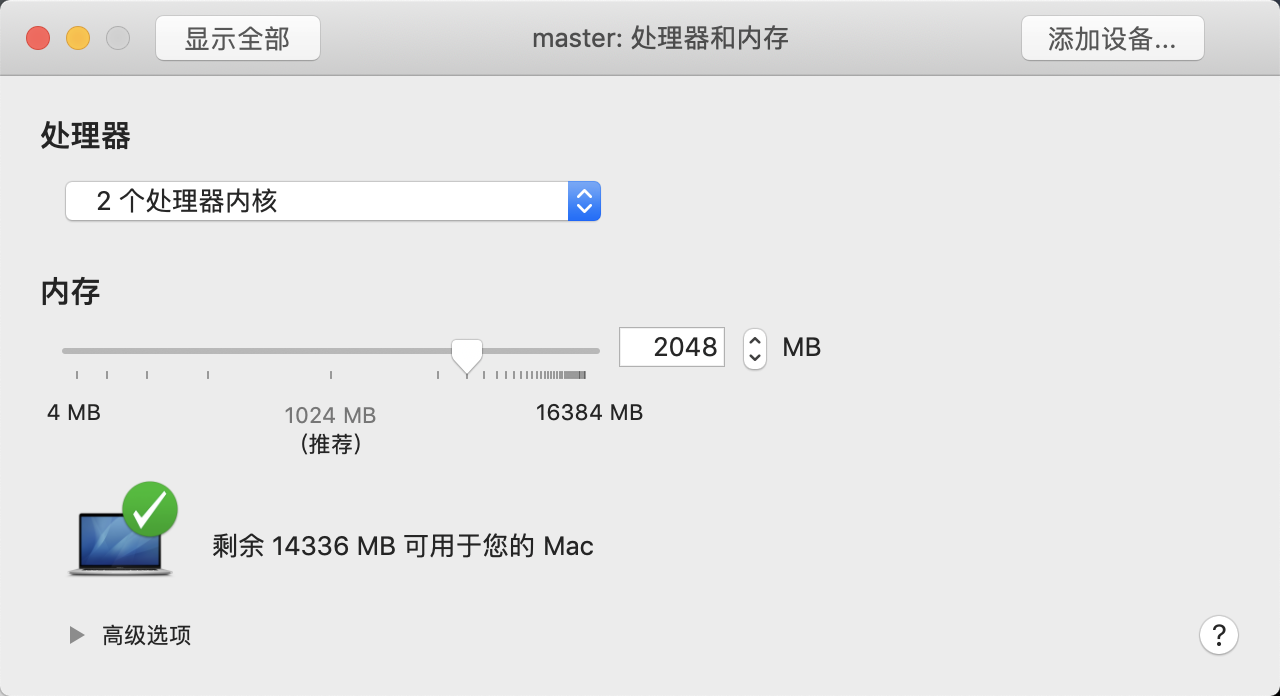 显示全部
master: 处理器和内存
添加设备...
处理器
2 个处理器内核
内存
2048
MB
4 MB
1024 MB
(推荐)
16384 MB
剩余 14336 MB 可用于您的 Mac
高级选项
?